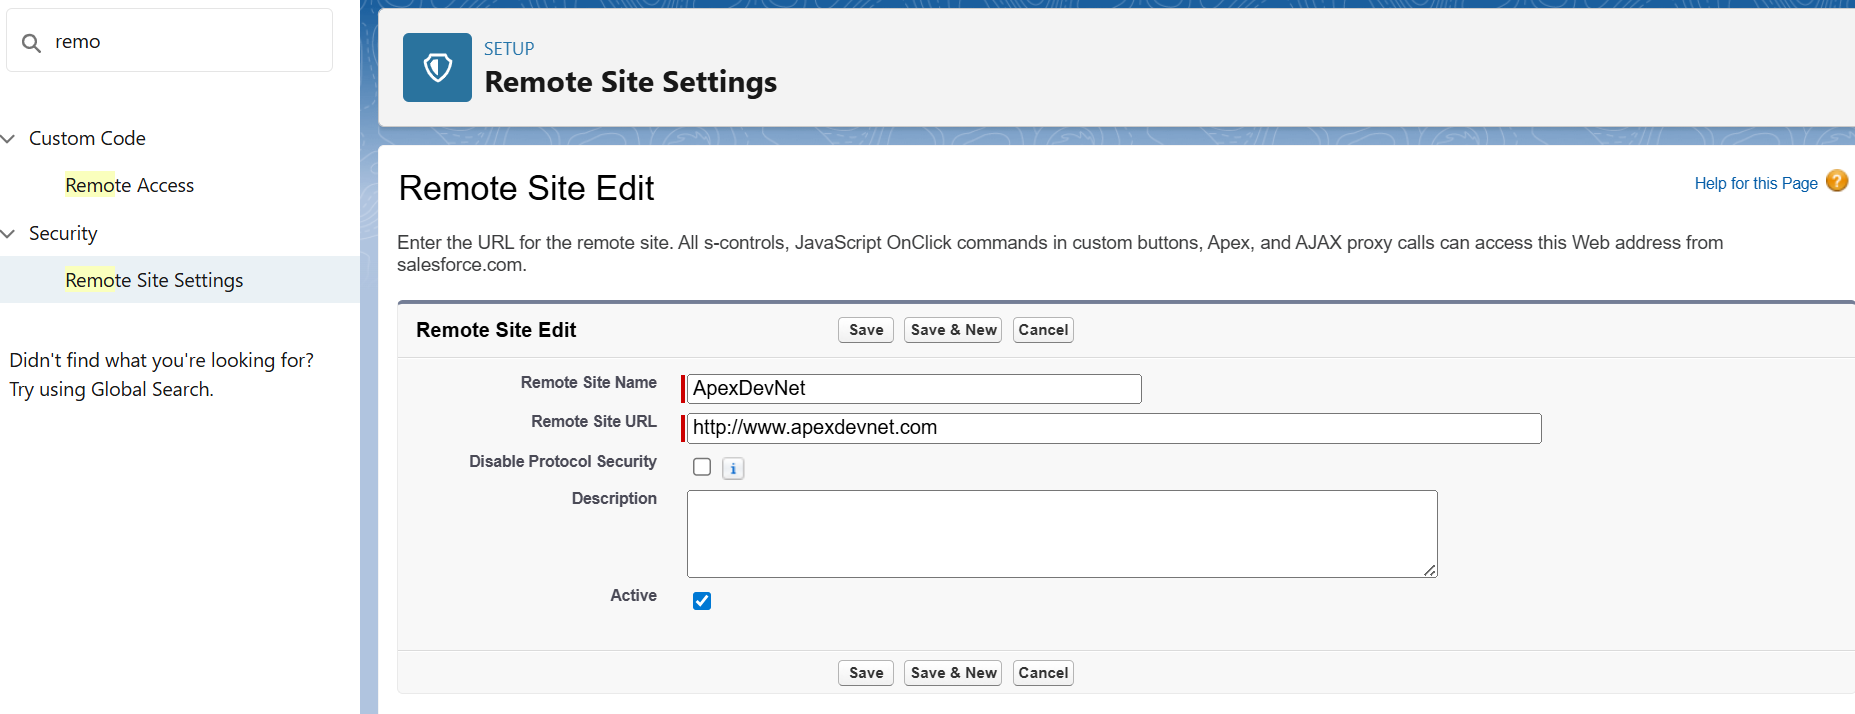 remo
Custom Code
Remote Access
Security
Remote Site Settings
Didn't find what you're looking for?
Try using Global Search.
SETUP
Remote Site Settings
Remote Site Edit
Help for this Page ?
Enter the URL for the remote site. All s-controls, JavaScript OnClick commands in custom buttons, Apex, and AJAX proxy calls can access this Web address from
salesforce.com.
Remote Site Edit
Save Save & New Cancel
Remote Site Name ApexDevNet
Remote Site URL http://www.apexdevnet.com
Disable Protocol Security i
Description
Active
Save Save & New Cancel